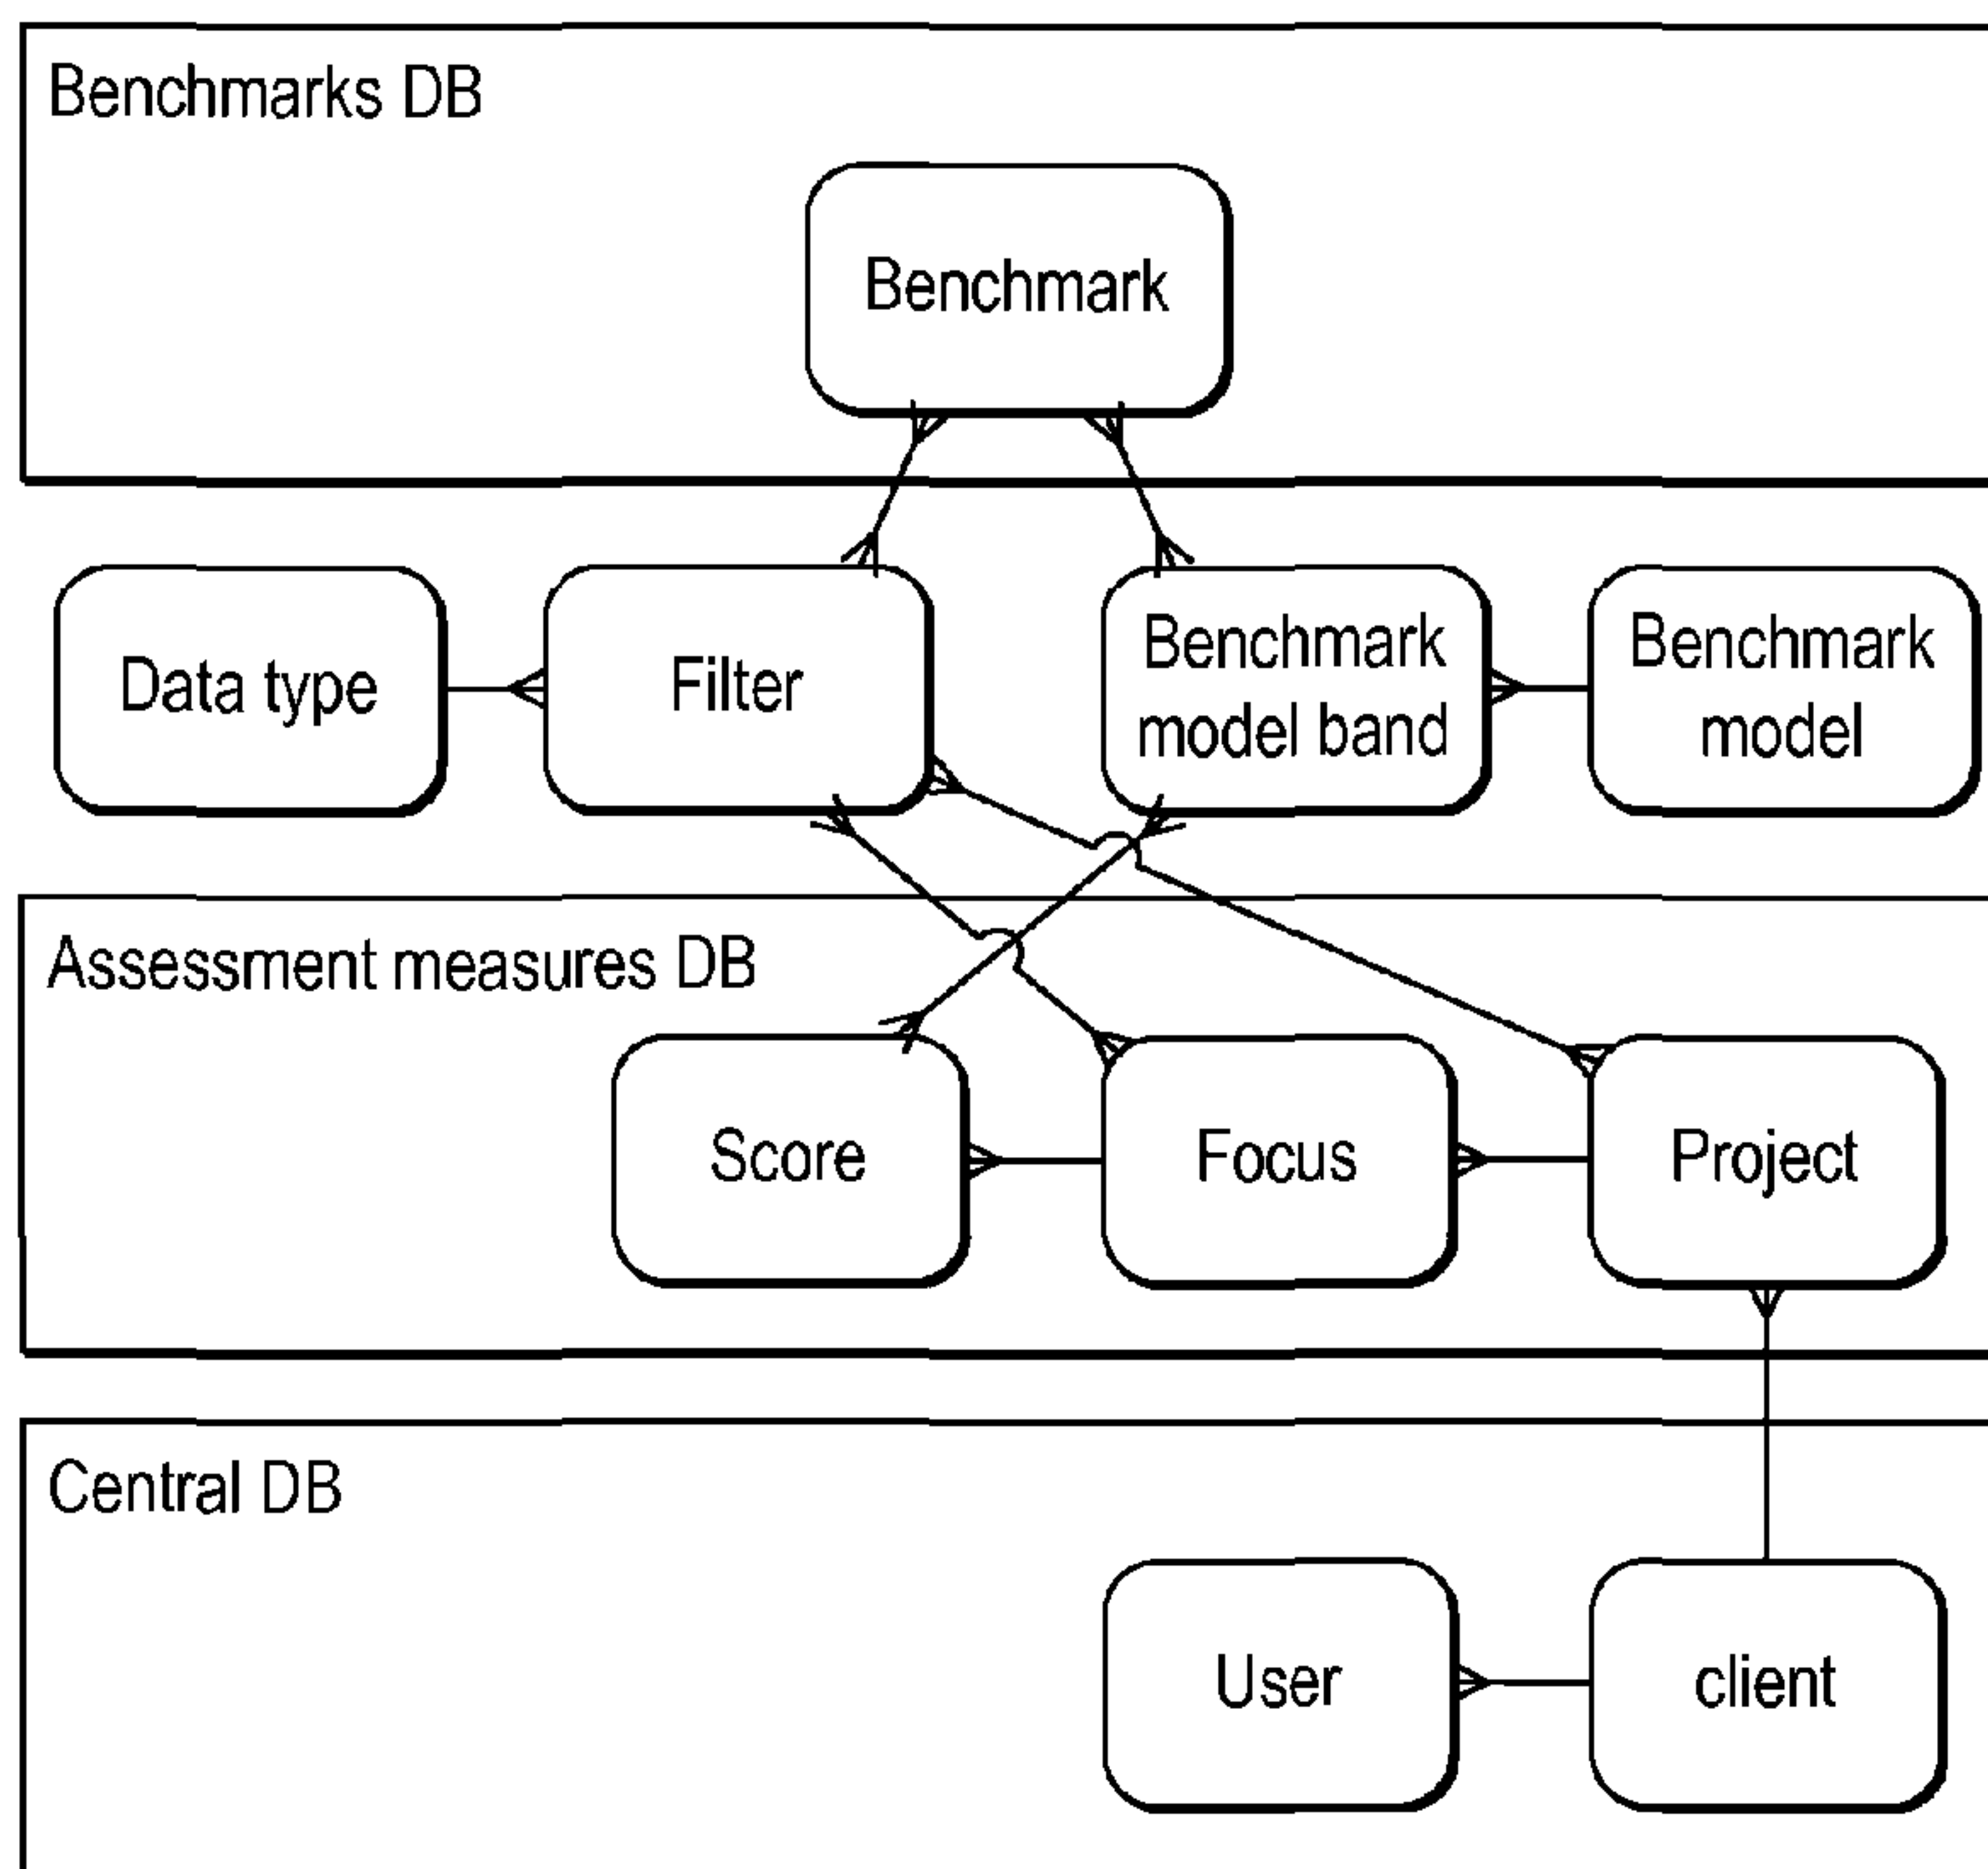 Benchmarks DB
Benchmark
Data type
Filter
Benchmark
model band
Benchmark
model
Assessment measures DB
Score
Focus
Project
Central DB
User
client